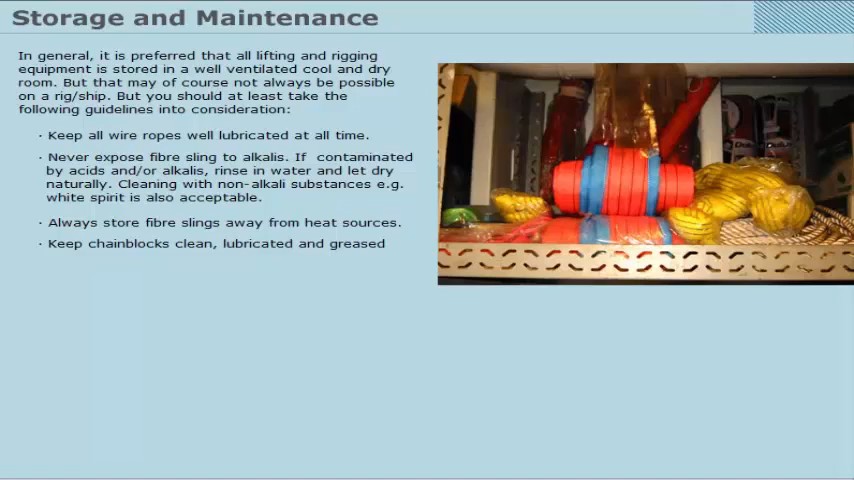 Storage and Maintenance
In general, it is preferred that all lifting and rigging
equipment is stored in a well ventilated cool and dry
room. But that may of course not always be possible
on a rig/ship. But you should at least take the
following guidelines into consideration:
· Keep all wire ropes well lubricated at all time.
· Never expose fibre sling to alkalis. If contaminated
by acids and/or alkalis, rinse in water and let dry
naturally. Cleaning with non-alkali substances e.g.
white spirit is also acceptable.
· Always store fibre slings away from heat sources.
· Keep chainblocks clean, lubricated and greased